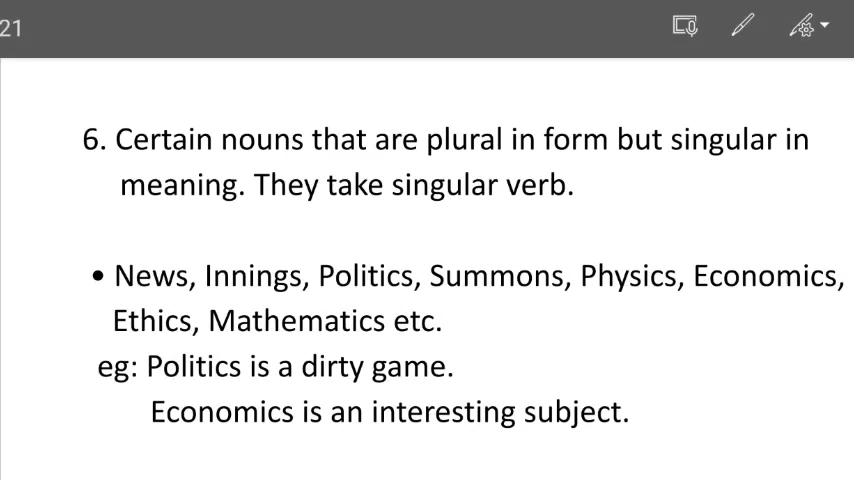 21
6. Certain nouns that are plural in form but singular in
meaning. They take singular verb.
• News, Innings, Politics, Summons, Physics, Economics,
Ethics, Mathematics etc.
eg: Politics is a dirty game.
Economics is an interesting subject.